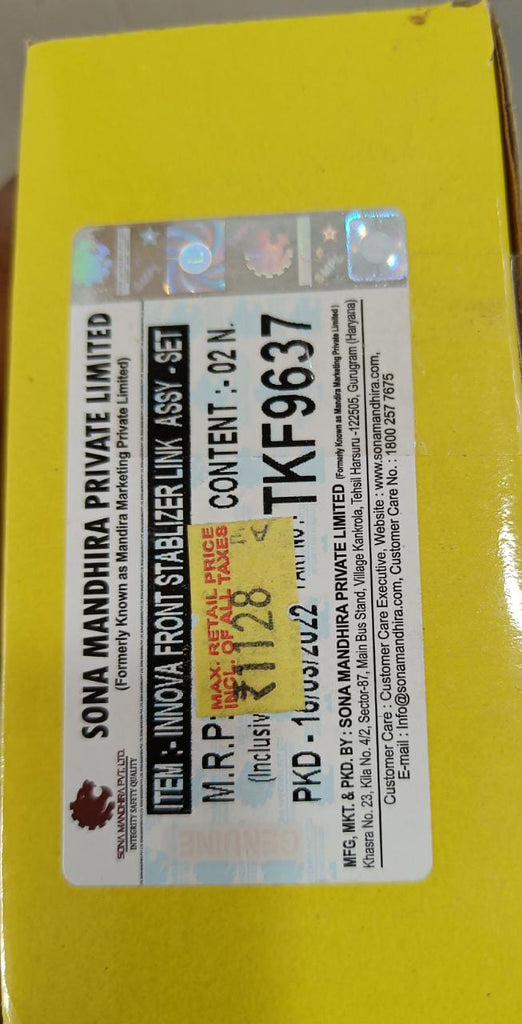 SONA MANDHIRA PVT. LTD.
INTEGRITY SAFETY QUALITY
SONA MANDHIRA PRIVATE LIMITED
(Formerly Known as Mandira Marketing Private Limited)
ITEM :- INNOVA FRONT STABLIZER LINK ASSY - SET
M.R.P CONTENT :- 02 N.
(Inclusiv
MAX. RETAIL PRICE
INCL. OF ALL TAXES
₹1128
PKD - 16/03/2022 TKF9637
MFG, MKT. & PKD. BY : SONA MANDHIRA PRIVATE LIMITED (Formerly Known as Mandira Marketing Private Limited)
Khasra No. 23, Kila No. 4/2, Sector-87, Main Bus Stand, Village Kankrola, Tehsil Harsuru -122505, Gurugram (Haryana)
Customer Care : Customer Care Executive, Website : www.sonamandhira.com,
E-mail : Info@sonamandhira.com, Customer Care No. : 1800 257 7675
GENUINE